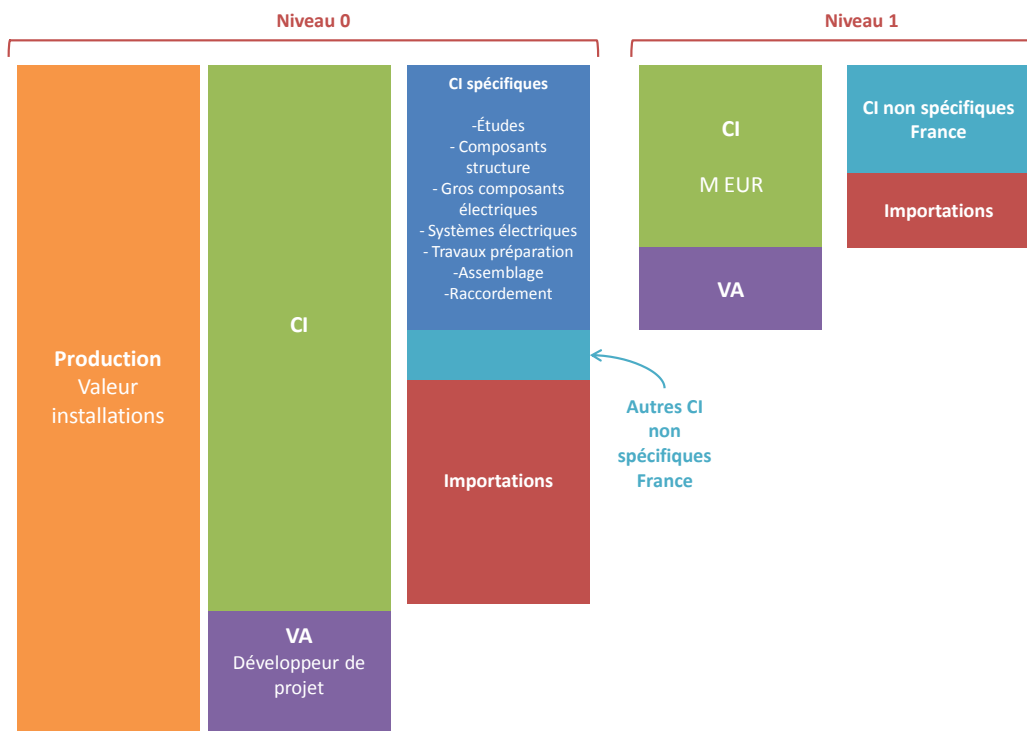 Niveau 0
Niveau 1
Production
Valeur
installations
CI
VA
Développeur de
projet
CI spécifiques
-Études
- Composants
structure
- Gros composants
électriques
- Systèmes électriques
- Travaux préparation
-Assemblage
-Raccordement
Importations
Autres CI
non
spécifiques
France
CI
M EUR
VA
CI non spécifiques
France
Importations